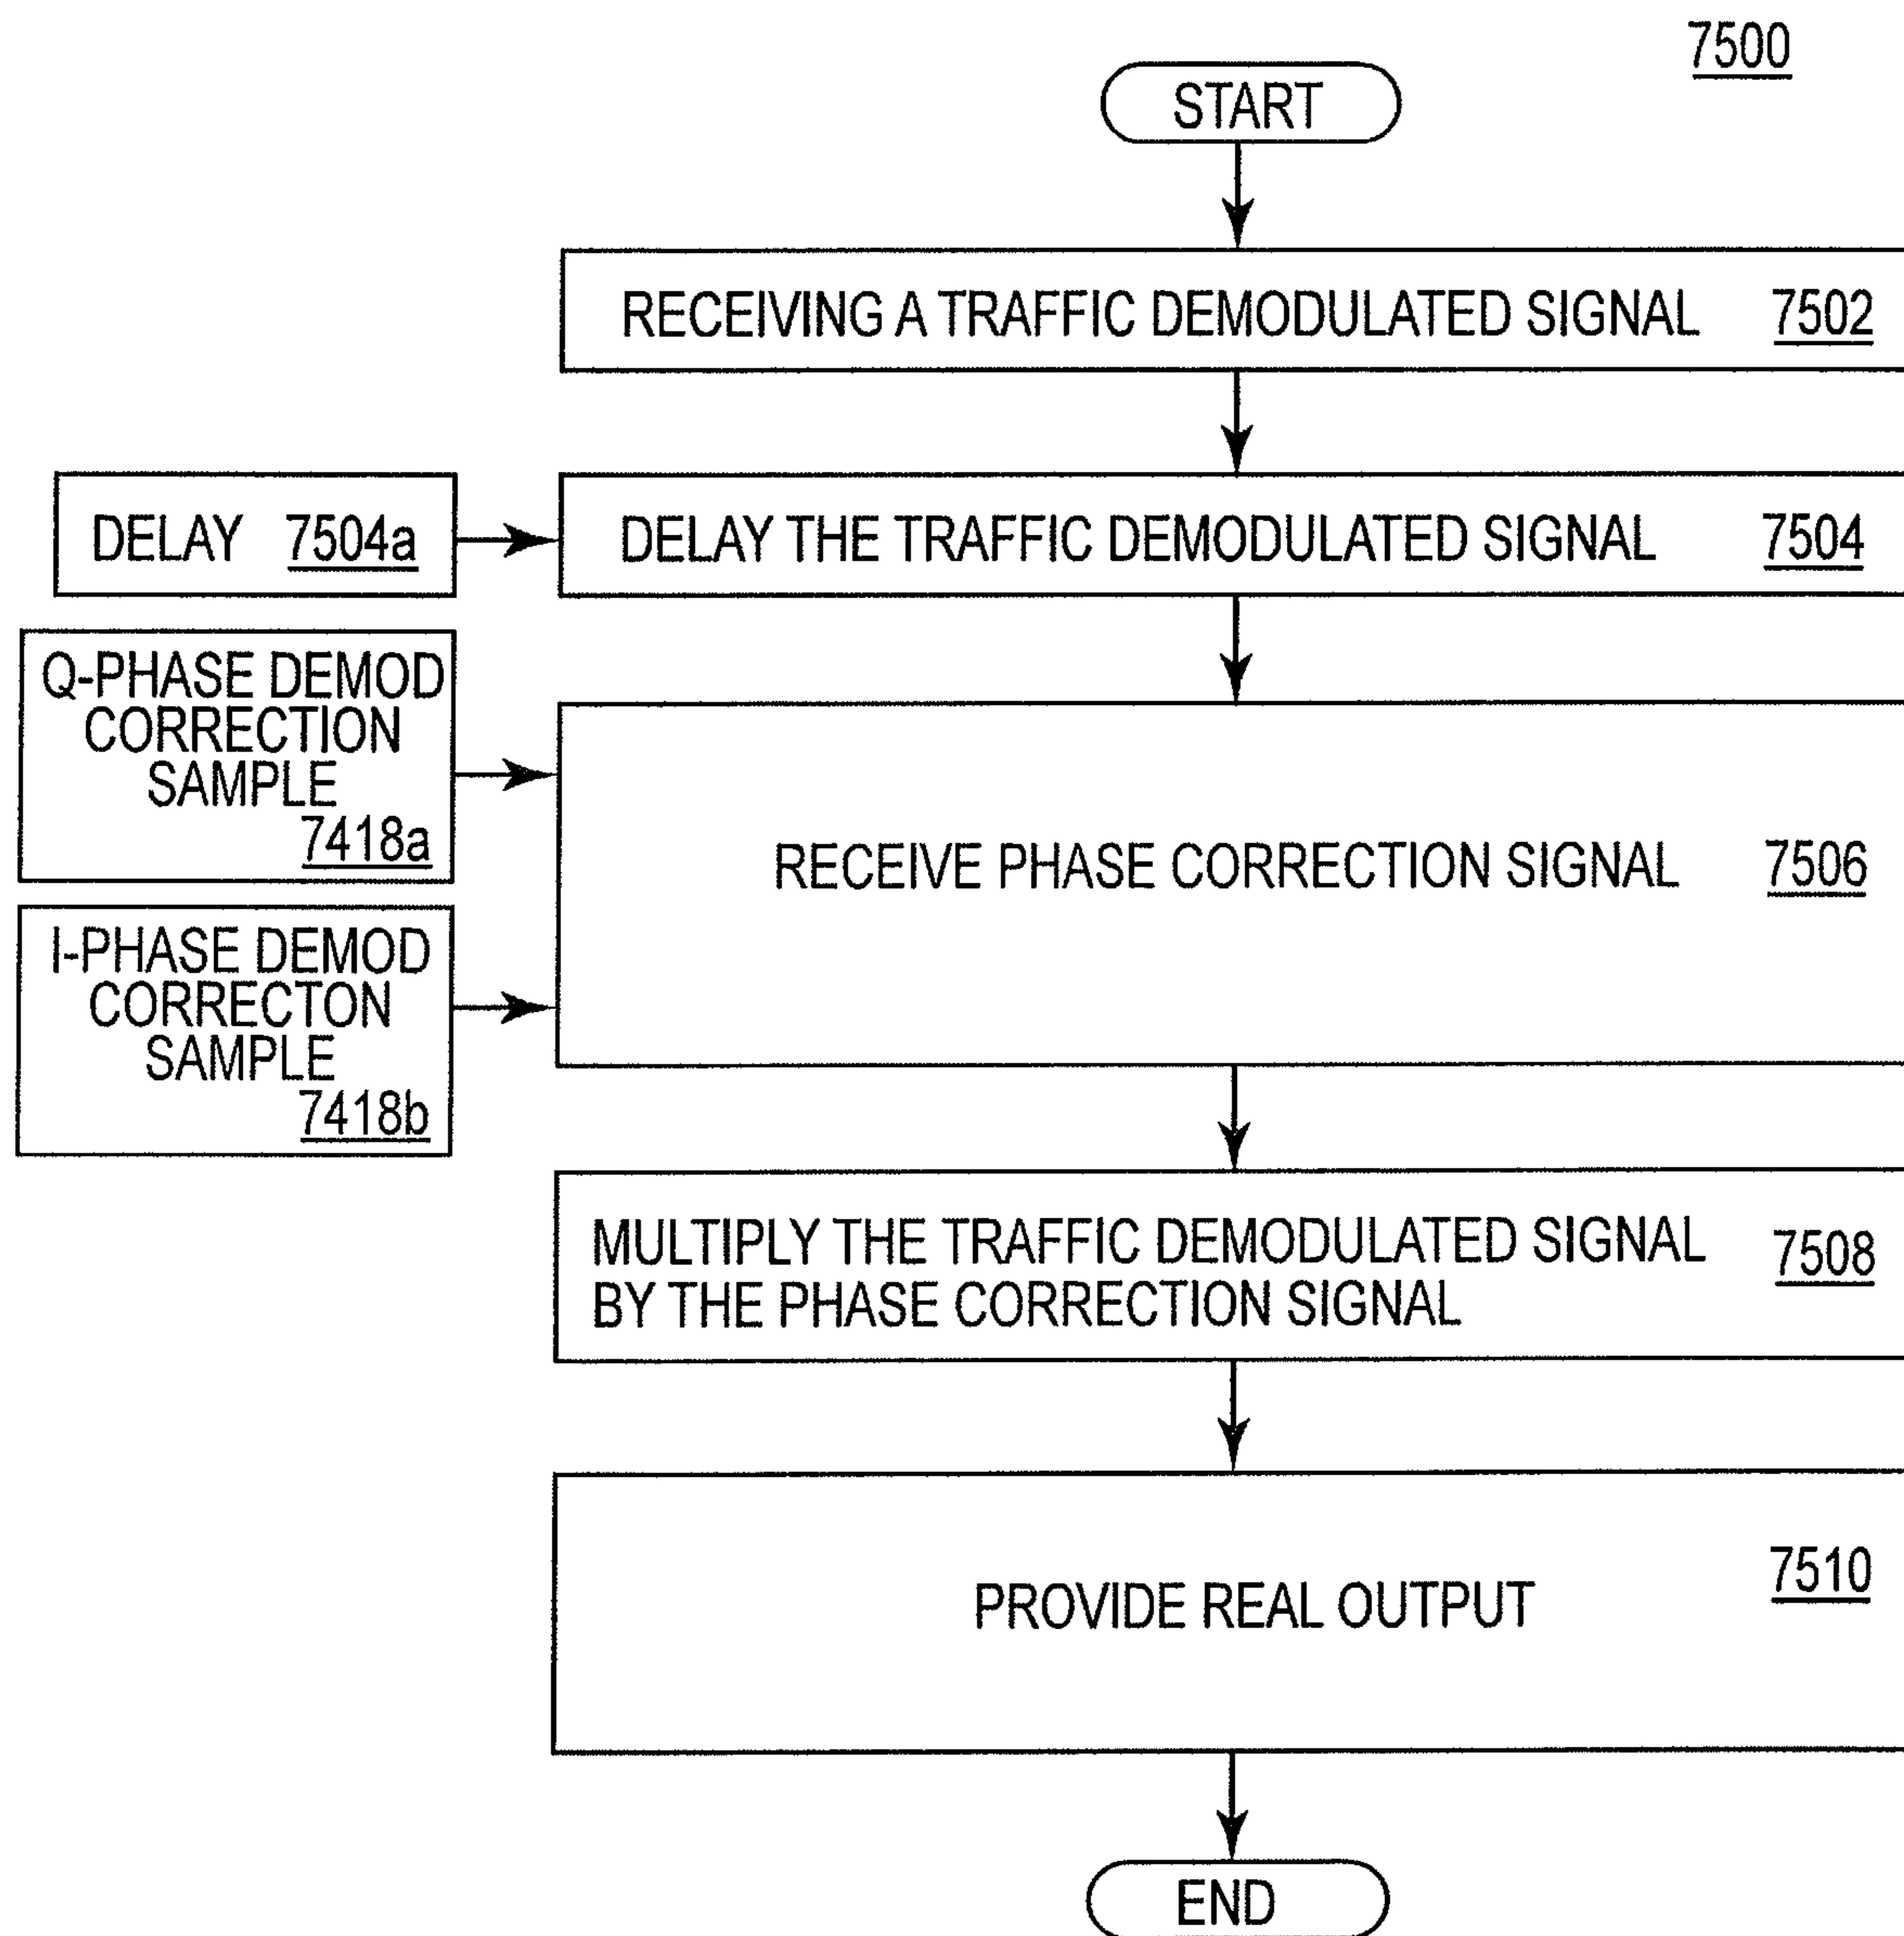 7500
START
RECEIVING A TRAFFIC DEMODULATED SIGNAL 7502
DELAY 7504a
DELAY THE TRAFFIC DEMODULATED SIGNAL 7504
Q-PHASE DEMOD
CORRECTION
SAMPLE
7418a
RECEIVE PHASE CORRECTION SIGNAL 7506
I-PHASE DEMOD
CORRECTON
SAMPLE
7418b
MULTIPLY THE TRAFFIC DEMODULATED SIGNAL
BY THE PHASE CORRECTION SIGNAL
7508
PROVIDE REAL OUTPUT
7510
END